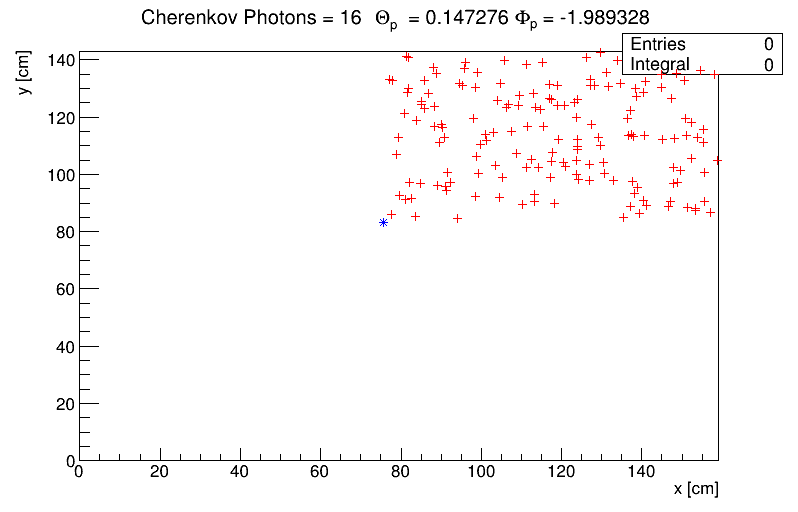 Cherenkov Photons = 16 Θp = 0.147276 Φp = -1.989328
Entries 0
Integral 0
y [cm]
140
120
100
80
60
40
20
0
0 20 40 60 80 100 120 140
x [cm]